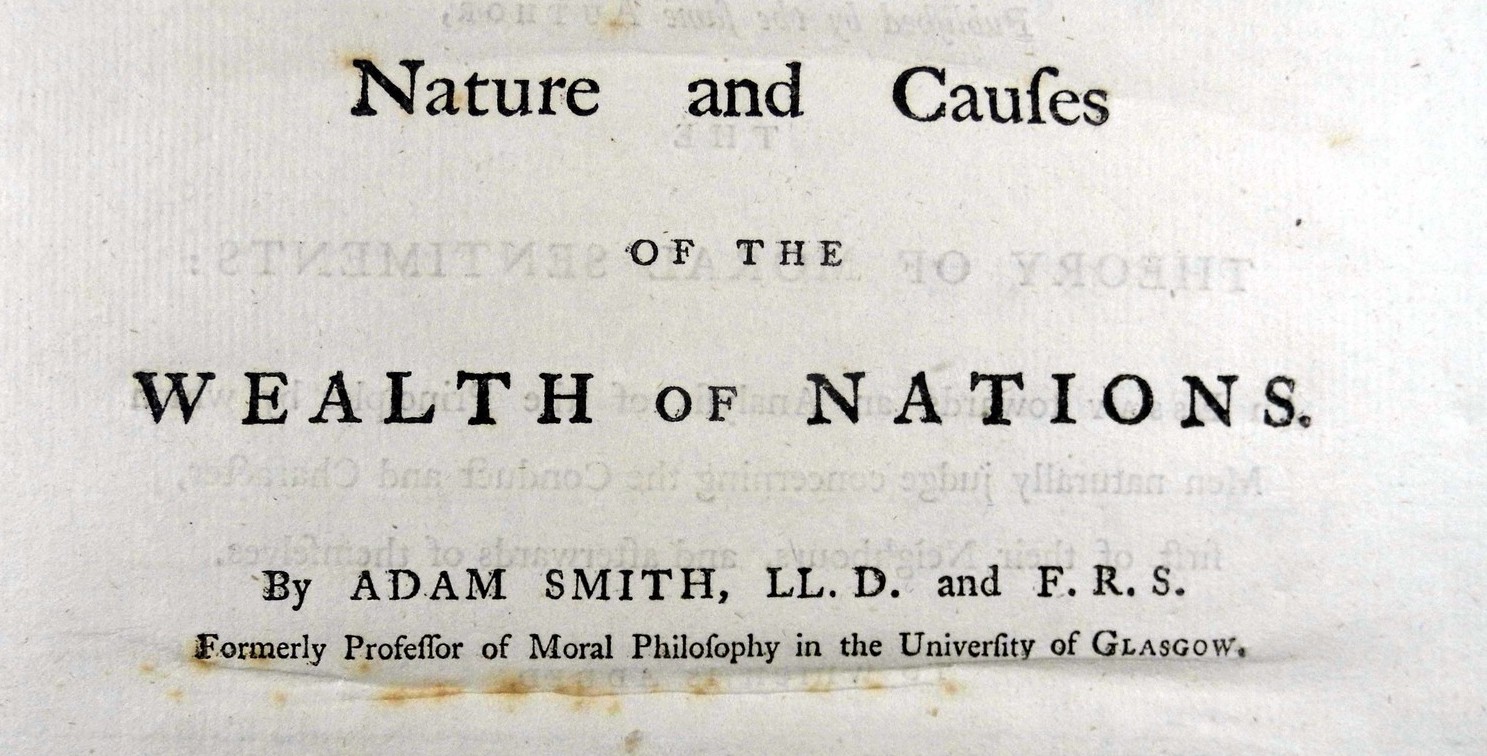 Nature and Cauſes
OF THE
WEALTH OF NATIONS.
By ADAM SMITH, LL. D. and F. R. S.
Formerly Profeſſor of Moral Philoſophy in the Univerſity of GLASGOW.